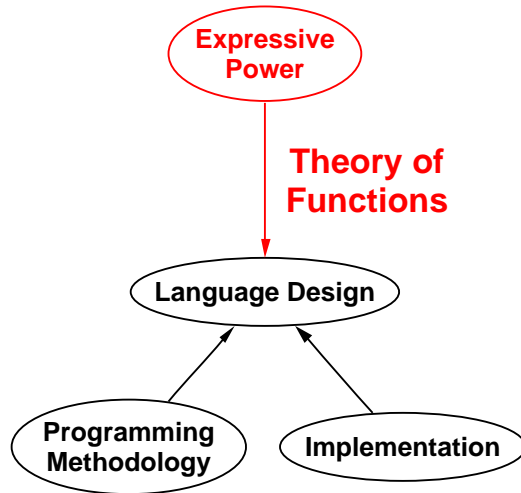 Expressive
Power
Theory of
Functions
Language Design
Programming
Methodology
Implementation